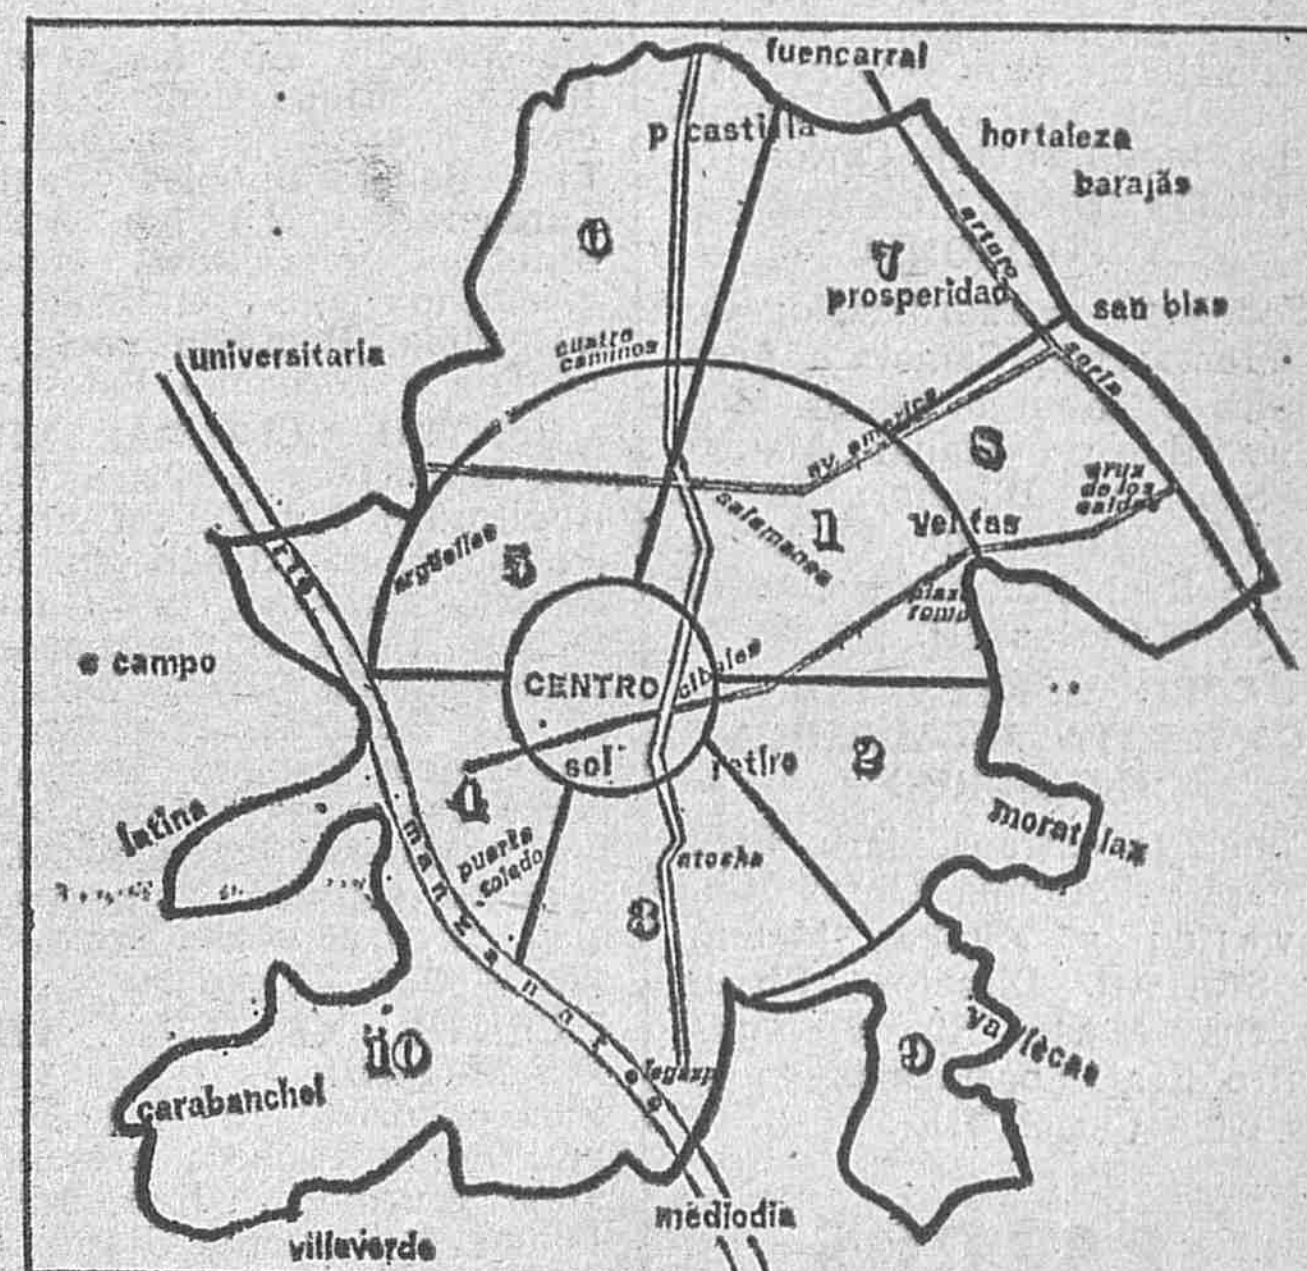 fuencarral
p castilla
hortaleza
barajas
6
arturo
7
prosperidad
san blas
universitaria
cuatro
caminos
soria
av. america
8
cruz
de los
caidos
salamanca
1
ventas
argüelles
5
rio
plaza
roma
e campo
CENTRO
cibeles
sol
retiro
2
4
latina
manzanares
puerta
toledo
atocha
moratalaz
3
10
vallecas
9
legazpi
carabanchel
mediodia
villaverde